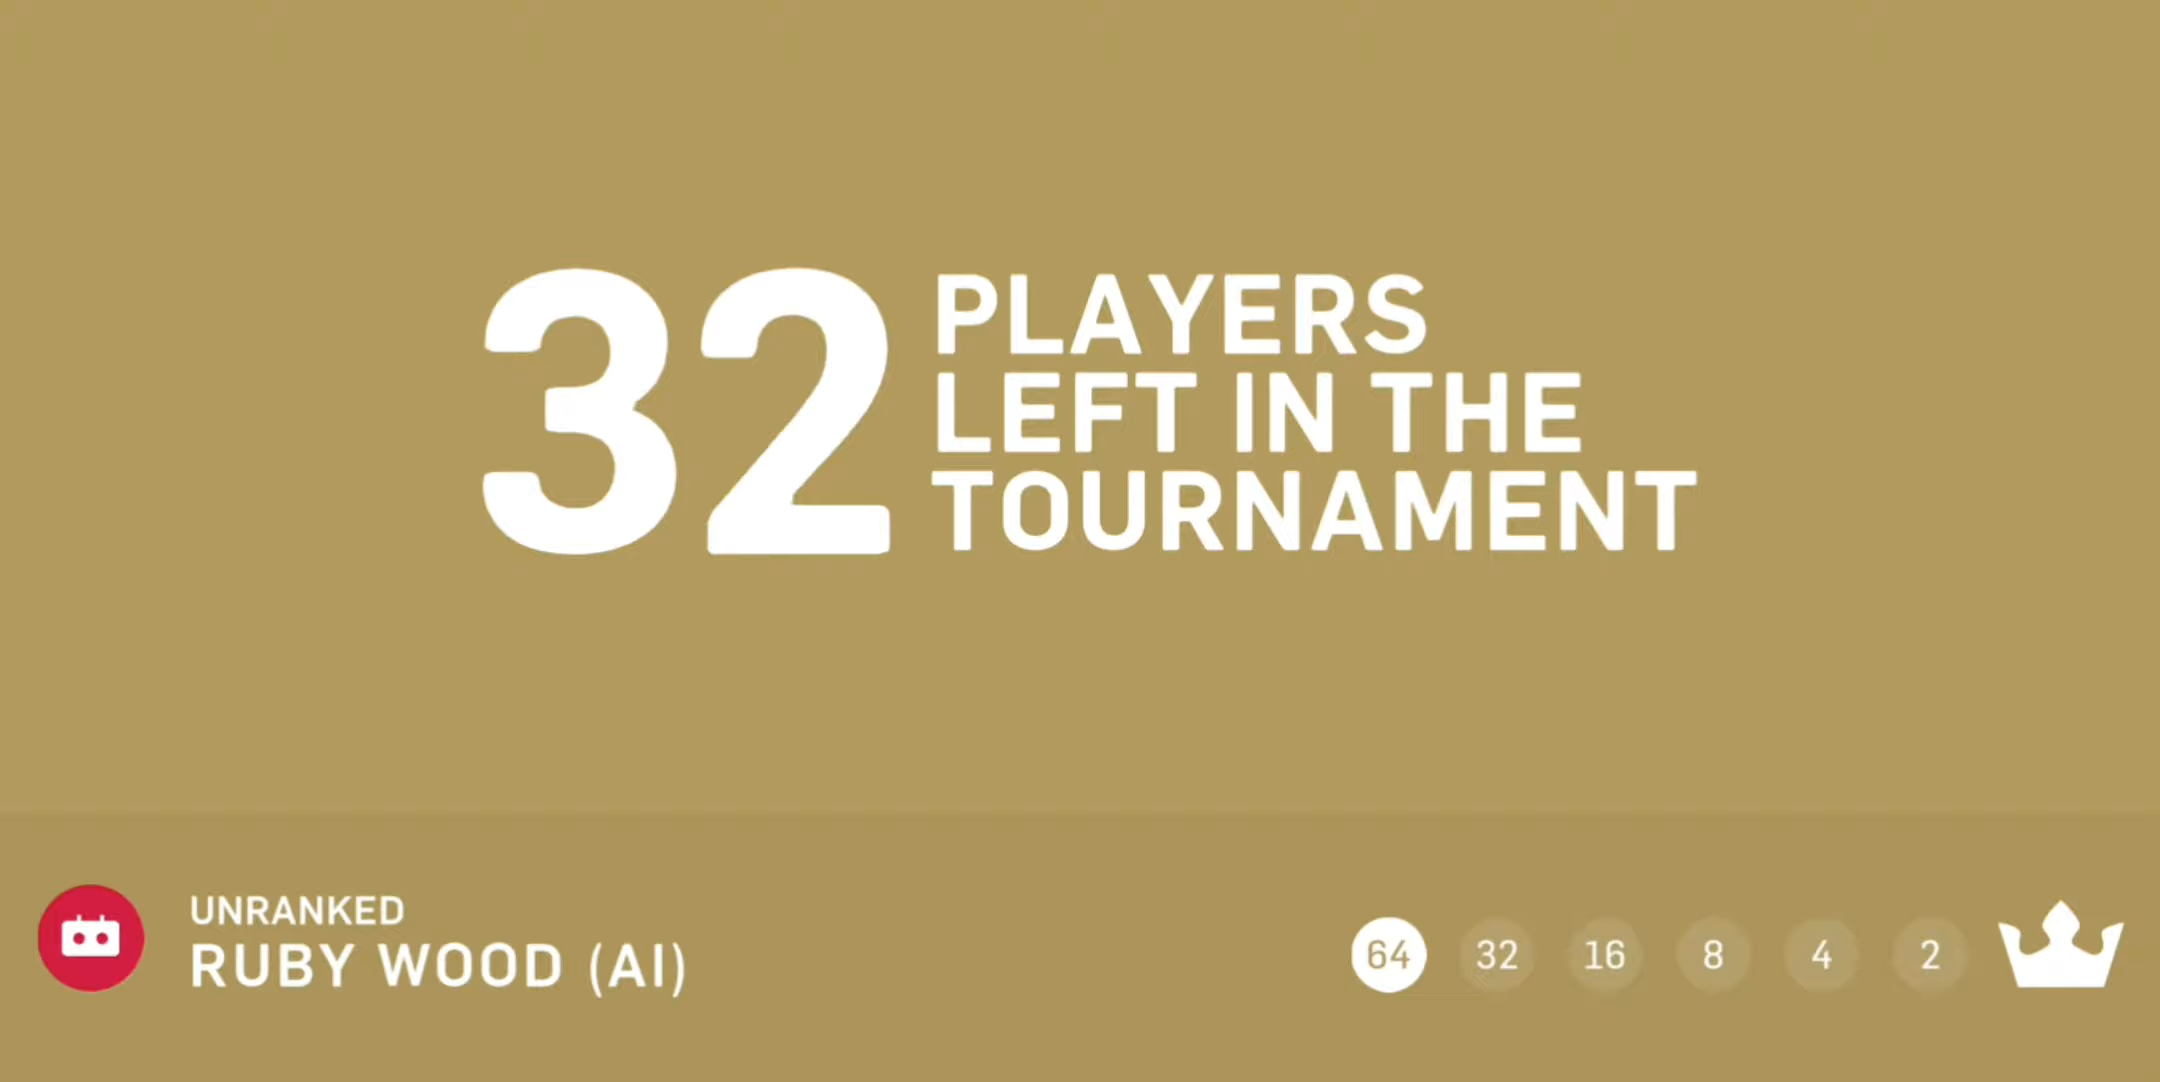 32
PLAYERS
LEFT IN THE
TOURNAMENT
UNRANKED
RUBY WOOD (AI)
64 32 16 8 4 2